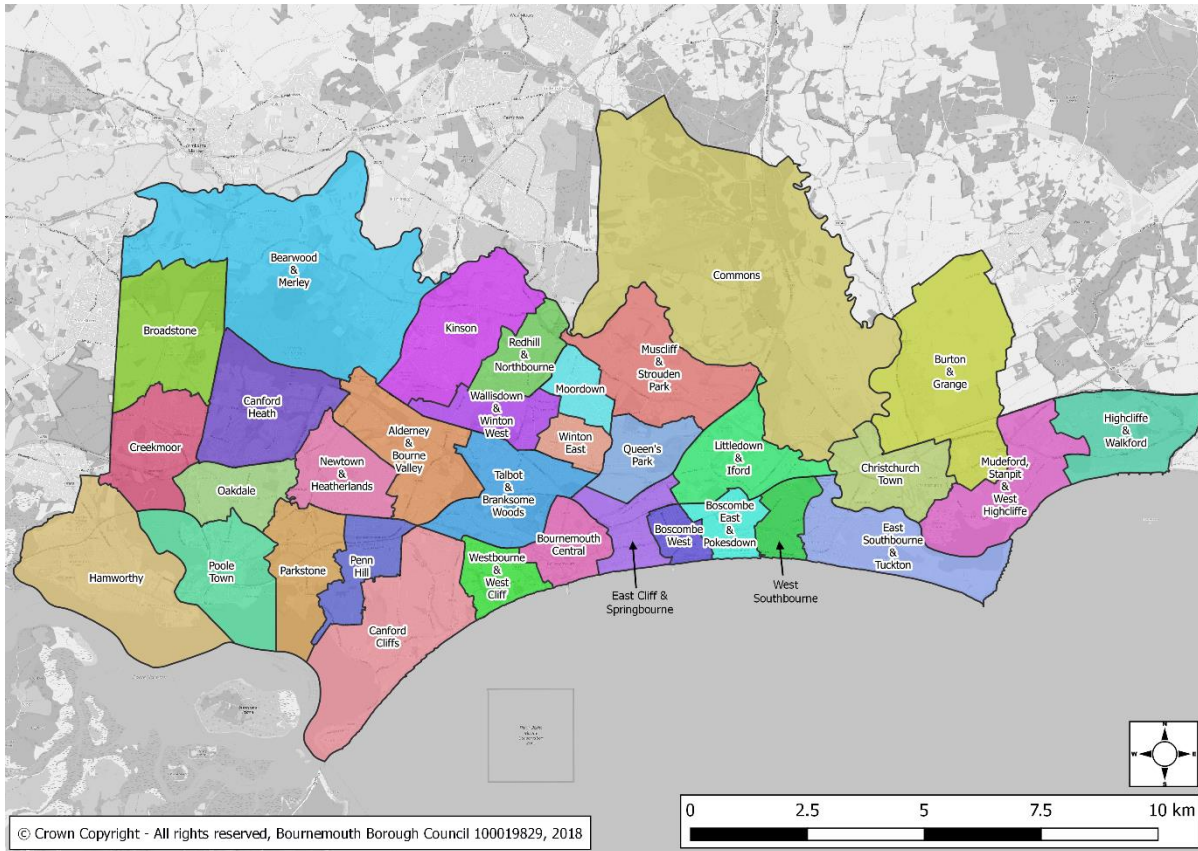 Commons
Bearwood
&
Merley
Broadstone
Kinson
Redhill
&
Northbourne
Muscliff
&
Strouden
Park
Burton
&
Grange
Moordown
Canford
Heath
Wallisdown
&
Winton
West
Highcliffe
&
Walkford
Alderney
&
Bourne
Valley
Winton
East
Queen's
Park
Littledown
&
Iford
Creekmoor
Christchurch
Town
Mudeford,
Stanpit
&
West
Highcliffe
Newtown
&
Heatherlands
Talbot
&
Branksome
Woods
Oakdale
Boscombe
East
&
Pokesdown
Boscombe
West
East
Southbourne
&
Tuckton
Bournemouth
Central
Hamworthy
Poole
Town
Parkstone
Penn
Hill
Westbourne
&
West
Cliff
West
Southbourne
East Cliff &
Springbourne
Canford
Cliffs
N
W
E
S
0 2.5 5 7.5 10 km
© Crown Copyright - All rights reserved, Bournemouth Borough Council 100019829, 2018